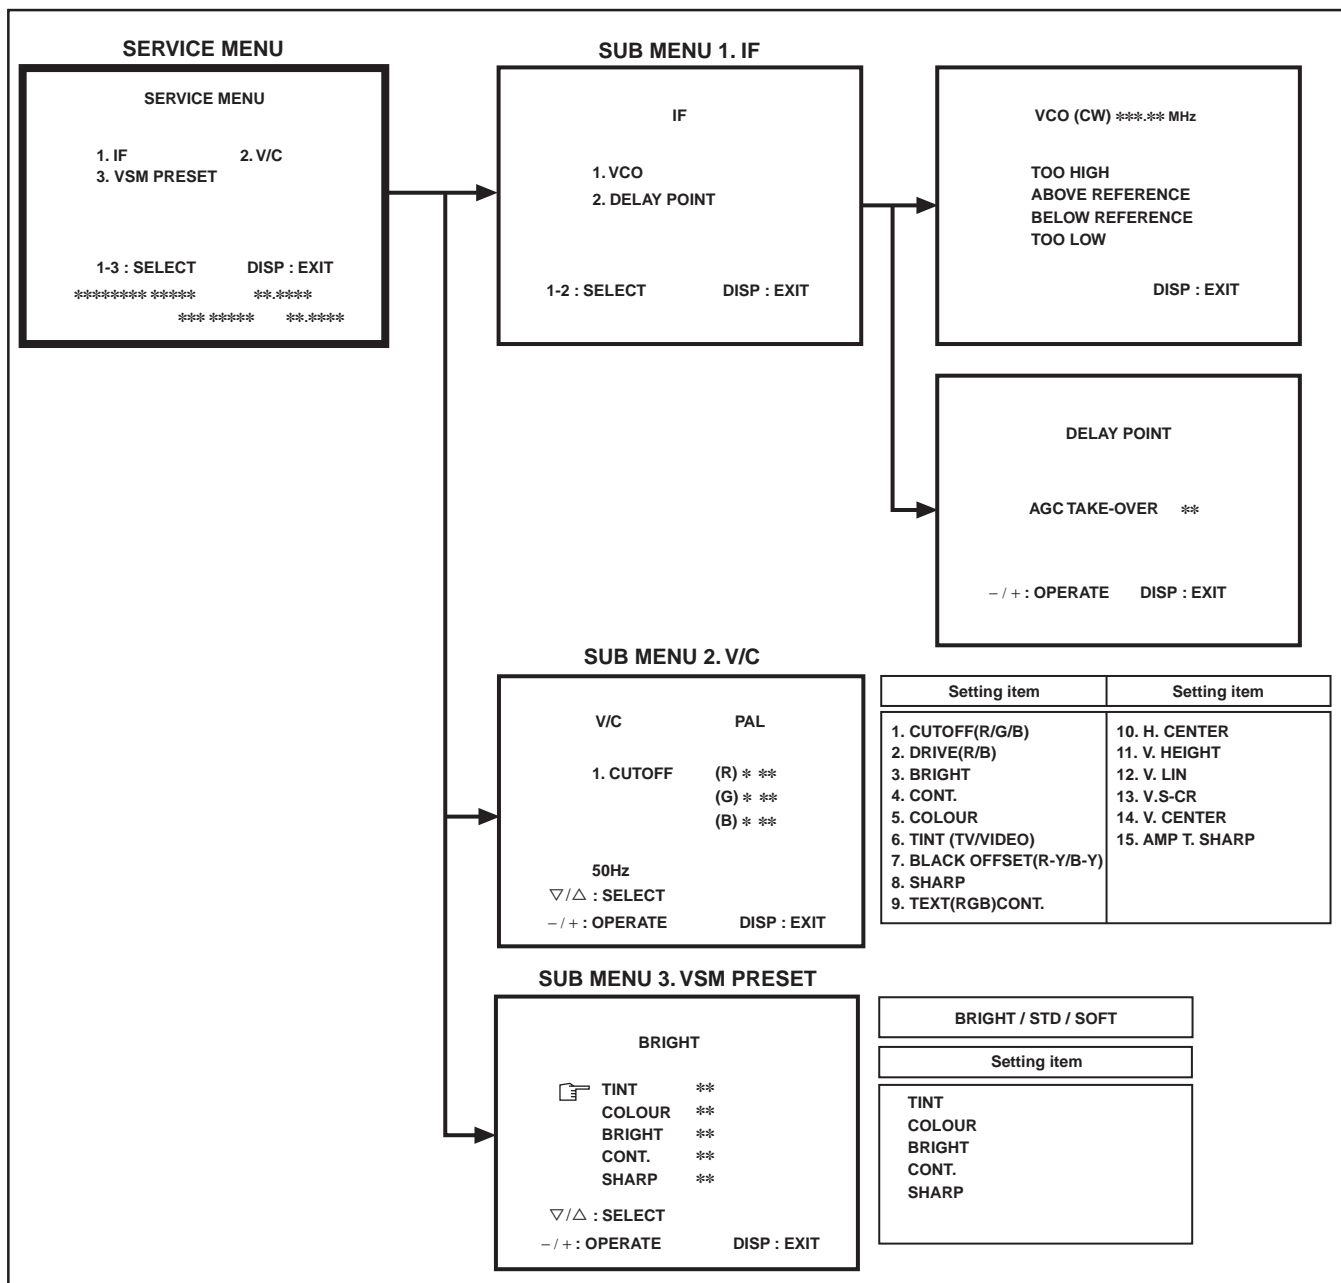 SERVICE MENU
SERVICE MENU
1. IF 2. V/C
3. VSM PRESET
1-3 : SELECT DISP : EXIT
******** ***** **.****
*** ***** **.****
SUB MENU 1. IF
IF
1. VCO
2. DELAY POINT
1-2 : SELECT DISP : EXIT
VCO (CW) ***.** MHz
TOO HIGH
ABOVE REFERENCE
BELOW REFERENCE
TOO LOW
DISP : EXIT
DELAY POINT
AGC TAKE-OVER **
– / + : OPERATE DISP : EXIT
SUB MENU 2. V/C
V/C PAL
1. CUTOFF (R) * **
(G) * **
(B) * **
50Hz
▽/△ : SELECT
– / + : OPERATE DISP : EXIT
Setting item
1. CUTOFF(R/G/B)
2. DRIVE(R/B)
3. BRIGHT
4. CONT.
5. COLOUR
6. TINT (TV/VIDEO)
7. BLACK OFFSET(R-Y/B-Y)
8. SHARP
9. TEXT(RGB)CONT.
Setting item
10. H. CENTER
11. V. HEIGHT
12. V. LIN
13. V.S-CR
14. V. CENTER
15. AMP T. SHARP
SUB MENU 3. VSM PRESET
BRIGHT
TINT **
COLOUR **
BRIGHT **
CONT. **
SHARP **
▽/△ : SELECT
– / + : OPERATE DISP : EXIT
BRIGHT / STD / SOFT
Setting item
TINT
COLOUR
BRIGHT
CONT.
SHARP